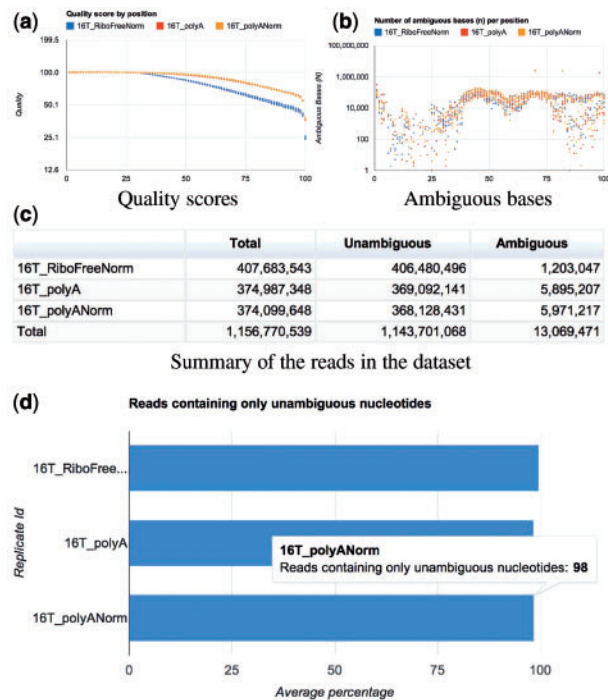 (a)
Quality score by position
16T_RiboFreeNorm 16T_polyA 16T_polyANorm
199.5
100.0
50.1
25.1
12.6
Quality
0 25 50 75 100
Quality scores
(b)
Number of ambiguous bases (n) per position
16T_RiboFreeNorm 16T_polyA 16T_polyANorm
100,000,000
1,000,000
10,000
100
1
Ambiguous Bases (N)
0 25 50 75 100
Ambiguous bases
(c)
Total Unambiguous Ambiguous
16T_RiboFreeNorm 407,683,543 406,480,496 1,203,047
16T_polyA 374,987,348 369,092,141 5,895,207
16T_polyANorm 374,099,648 368,128,431 5,971,217
Total 1,156,770,539 1,143,701,068 13,069,471
Summary of the reads in the dataset
(d)
Reads containing only unambiguous nucleotides
Replicate Id
16T_RiboFree...
16T_polyA
16T_polyANorm
16T_polyANorm
Reads containing only unambiguous nucleotides: 98
0 25 50 75 100
Average percentage